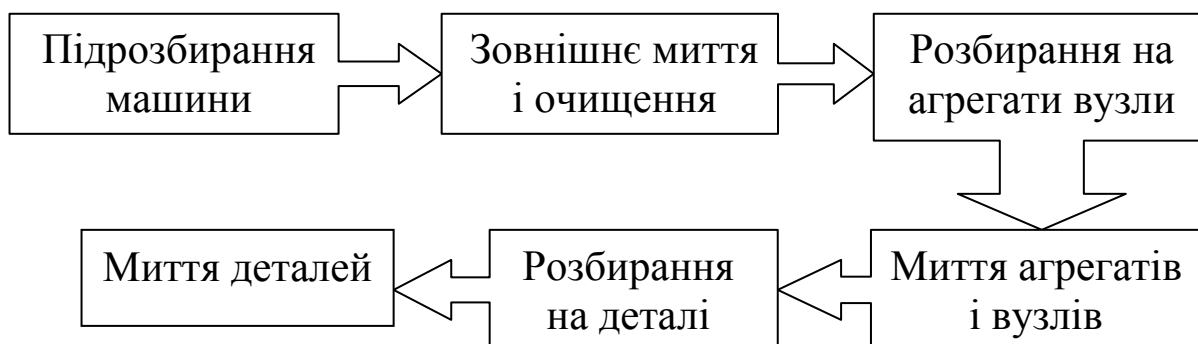 Підрозбирання
машини
Зовнішнє миття
і очищення
Розбирання на
агрегати вузли
Миття агрегатів
і вузлів
Розбирання
на деталі
Миття деталей